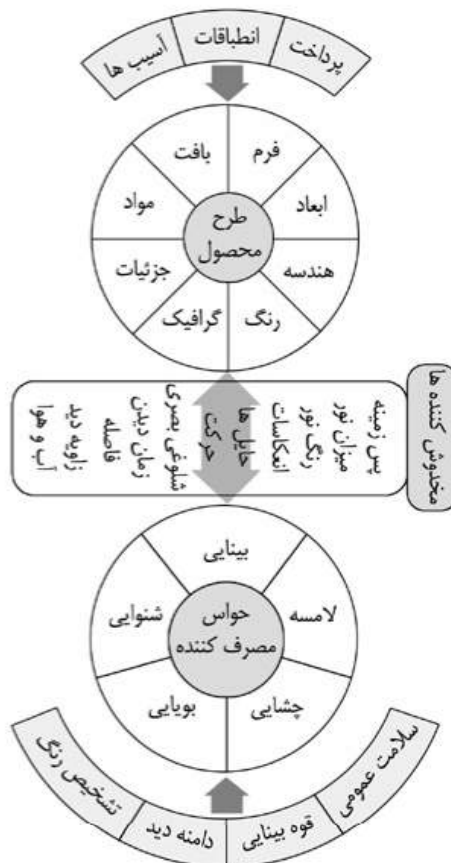 پرداخت
انطباقات
آسیب ها
فرم
بافت
ابعاد
مواد
طرح
محصول
هندسه
جزئیات
رنگ
گرافیک
مخدوش کننده ها
پس زمینه
میزان نور
رنگ نور
انعکاسات
حایل ها
حرکت
شلوغی بصری
زمان دیدن
فاصله
زاویه دید
آب و هوا
بینایی
لامسه
شنوایی
حواس
مصرف کننده
چشایی
بویایی
سلامت عمومی
قوه بینایی
دامنه دید
تشخیص رنگ